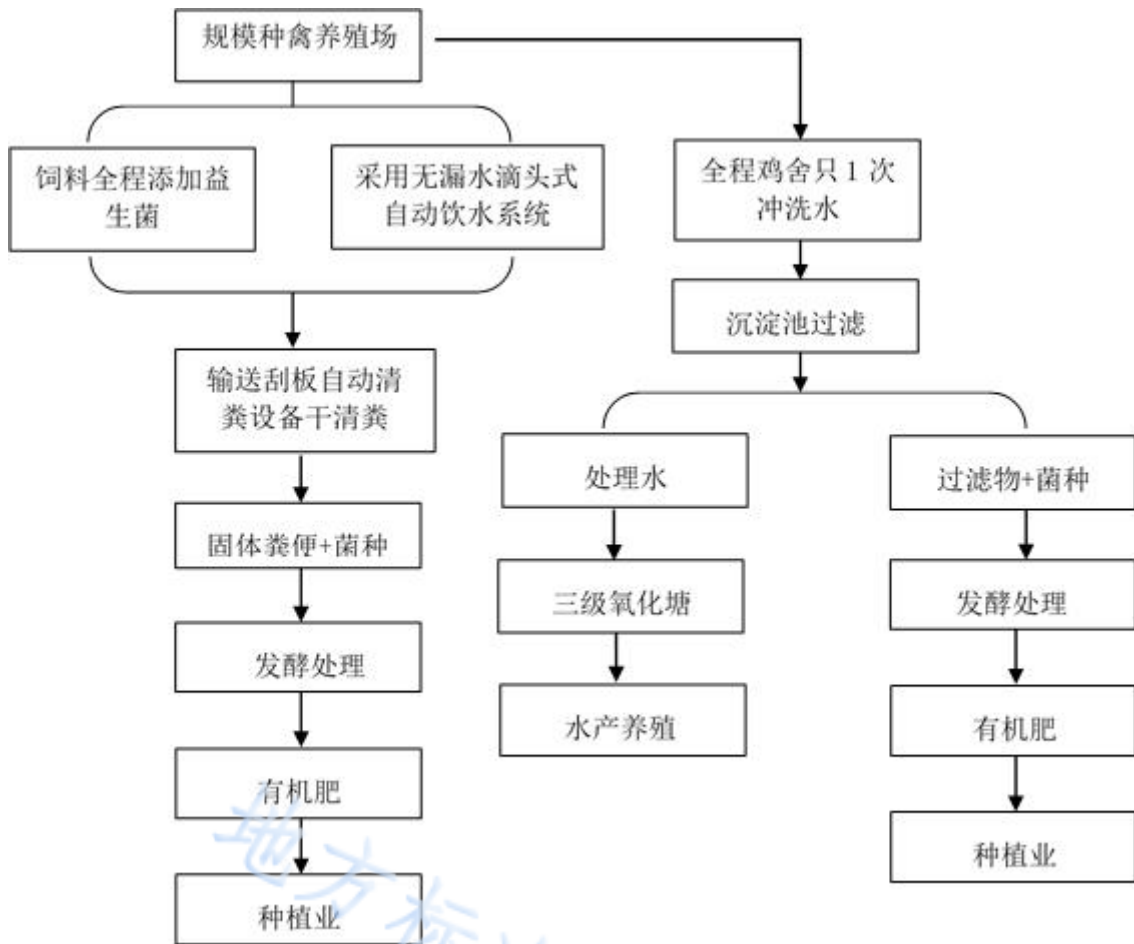 规模种禽养殖场
饲料全程添加益
生菌
采用无漏水滴头式
自动饮水系统
输送刮板自动清
粪设备干清粪
固体粪便+菌种
发酵处理
有机肥
种植业
全程鸡舍只1次
冲洗水
沉淀池过滤
处理水
三级氧化塘
水产养殖
过滤物+菌种
发酵处理
有机肥
种植业
地方标